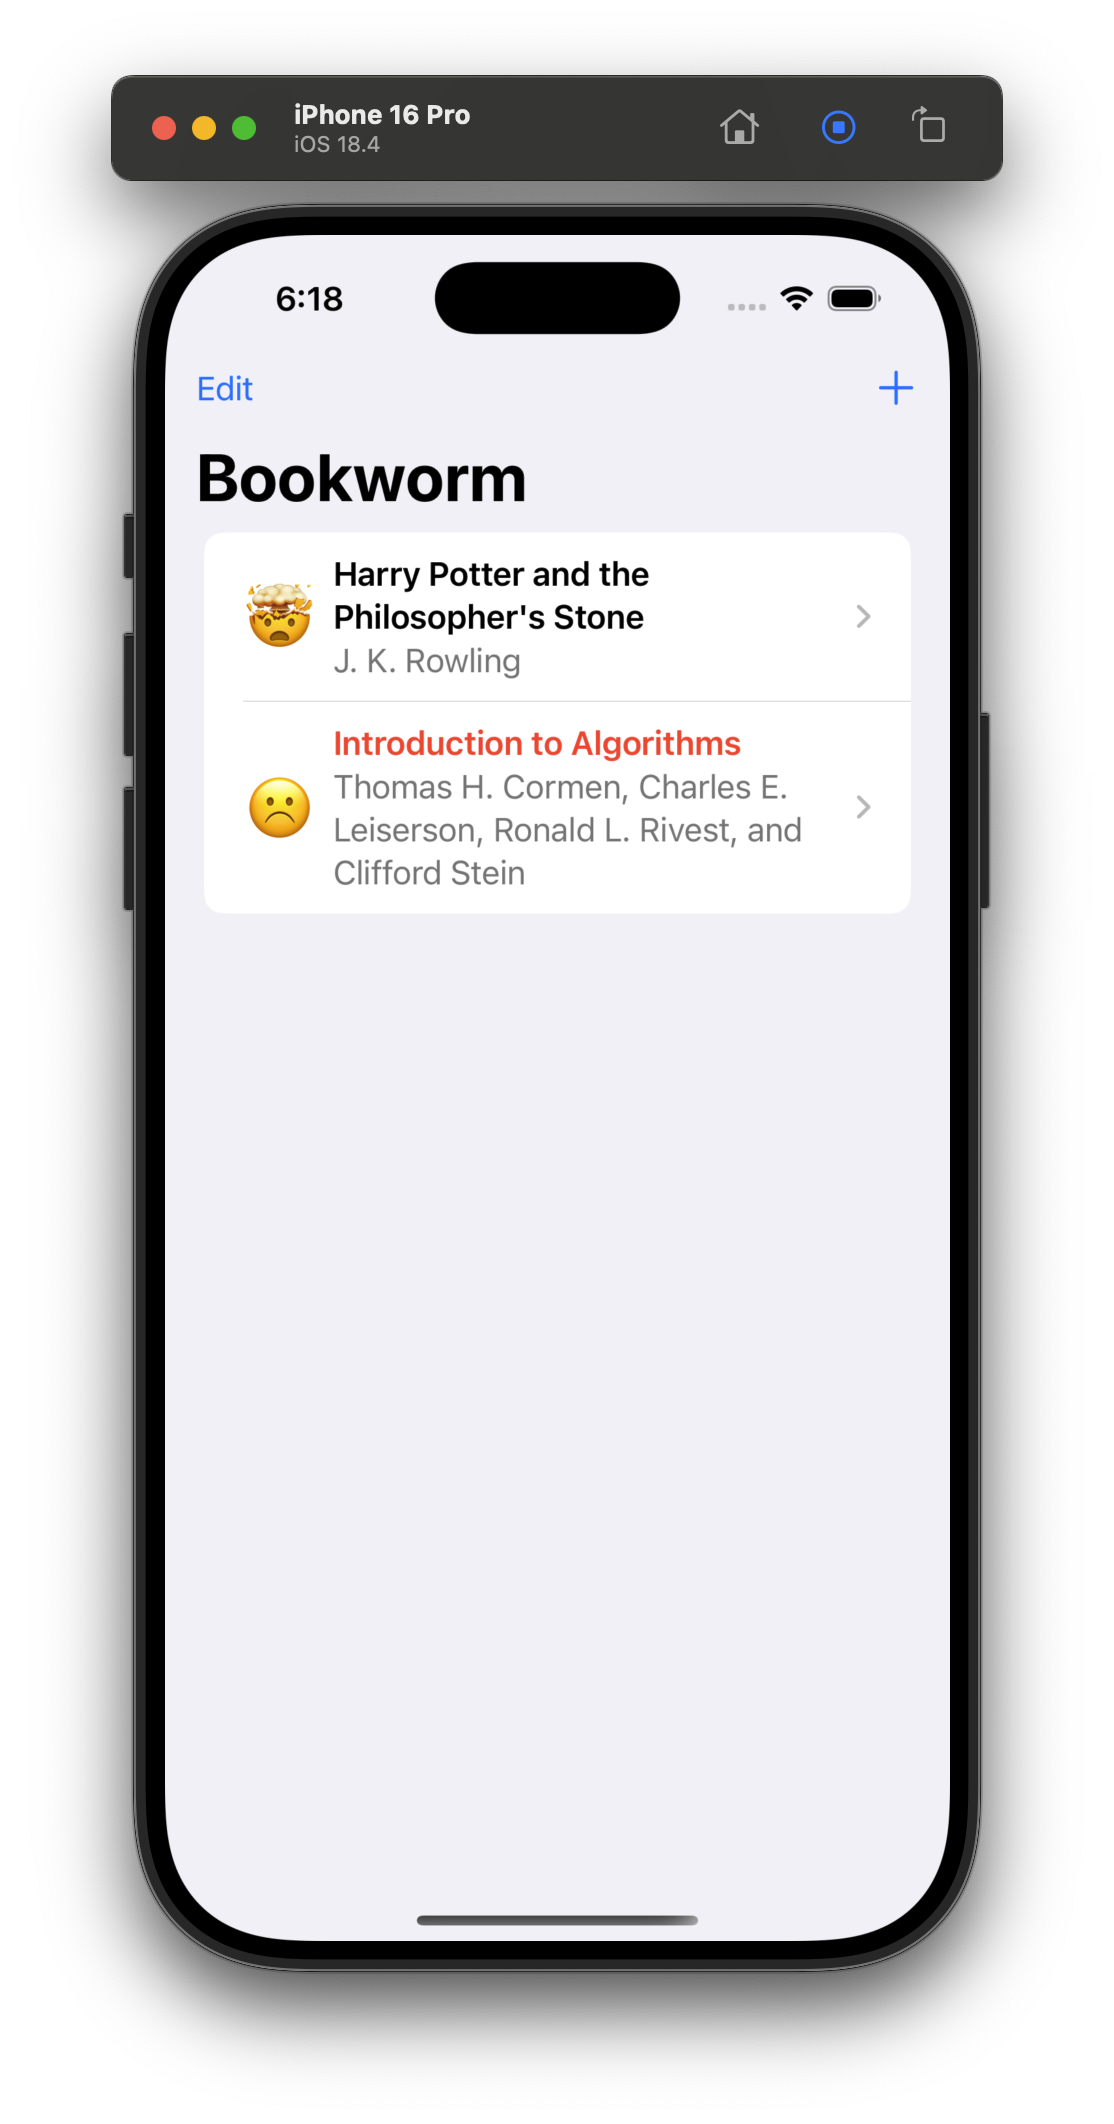 iPhone 16 Pro
iOS 18.4
6:18
Edit
Bookworm
Harry Potter and the
Philosopher's Stone
J. K. Rowling
Introduction to Algorithms
Thomas H. Cormen, Charles E.
Leiserson, Ronald L. Rivest, and
Clifford Stein